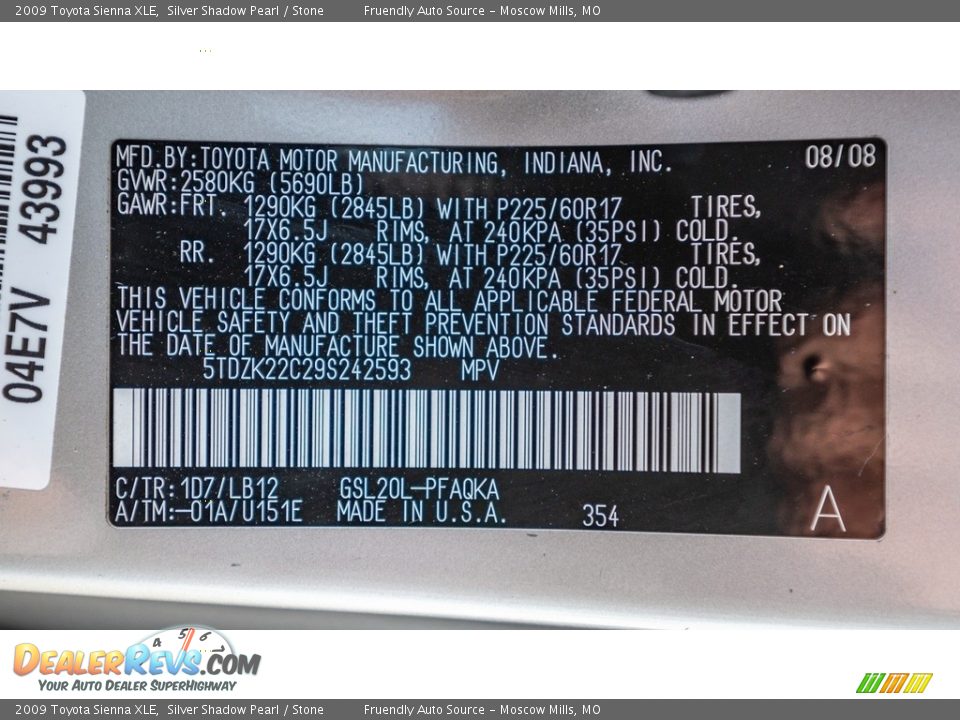 2009 Toyota Sienna XLE,  Silver Shadow Pearl / Stone          Fruendly Auto Source - Moscow Mills, MO
04E7V  43993
MFD.BY:TOYOTA MOTOR MANUFACTURING, INDIANA, INC.          08/08
GVWR:2580KG (5690LB)
GAWR:FRT.  1290KG (2845LB) WITH P225/60R17      TIRES,
17X6.5J    RIMS, AT 240KPA (35PSI) COLD.
RR.  1290KG (2845LB) WITH P225/60R17      TIRES,
17X6.5J    RIMS, AT 240KPA (35PSI) COLD.
THIS VEHICLE CONFORMS TO ALL APPLICABLE FEDERAL MOTOR
VEHICLE SAFETY AND THEFT PREVENTION STANDARDS IN EFFECT ON
THE DATE OF MANUFACTURE SHOWN ABOVE.
5TDZK22C29S242593    MPV
C/TR:1D7/LB12    GSL20L-PFAQKA
A/TM:-01A/U151E    MADE IN U.S.A.    354    A
4 5 6
DEALERREVS.COM
YOUR AUTO DEALER SUPERHIGHWAY
2009 Toyota Sienna XLE,  Silver Shadow Pearl / Stone          Fruendly Auto Source - Moscow Mills, MO